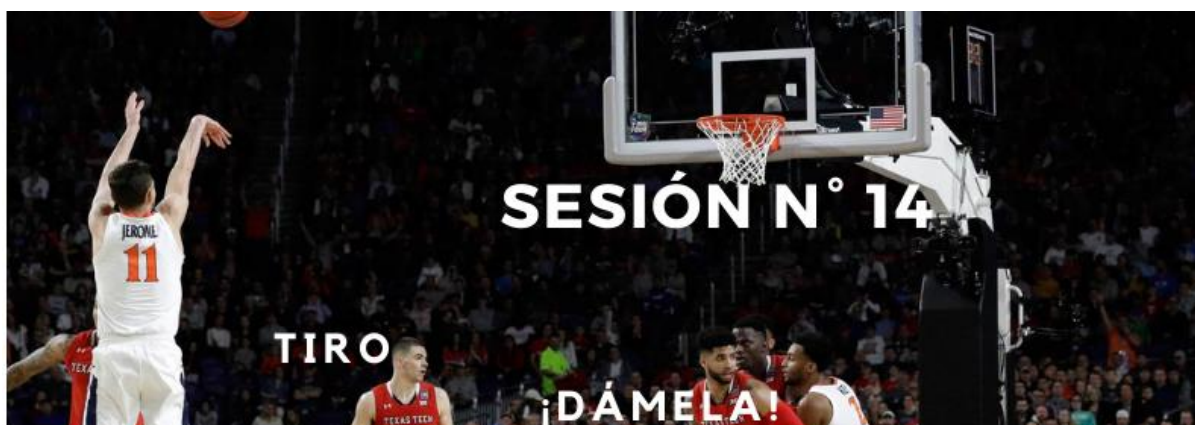 SESIÓN N° 14
JEROME
11
TIRO
¡DÁMELA!
TEXAS TECH